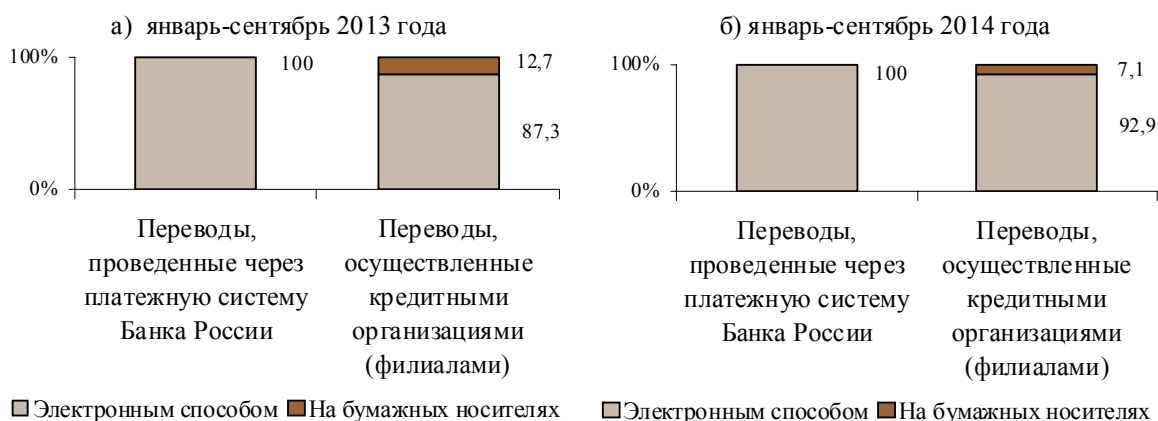 а) январь-сентябрь 2013 года
100%
100
12,7
87,3
0%
Переводы,
проведенные через
платежную систему
Банка России
Переводы,
осуществленные
кредитными
организациями
(филиалами)
Электронным способом
На бумажных носителях
б) январь-сентябрь 2014 года
100%
100
7,1
92,9
0%
Переводы,
проведенные через
платежную систему
Банка России
Переводы,
осуществленные
кредитными
организациями
(филиалами)
Электронным способом
На бумажных носителях